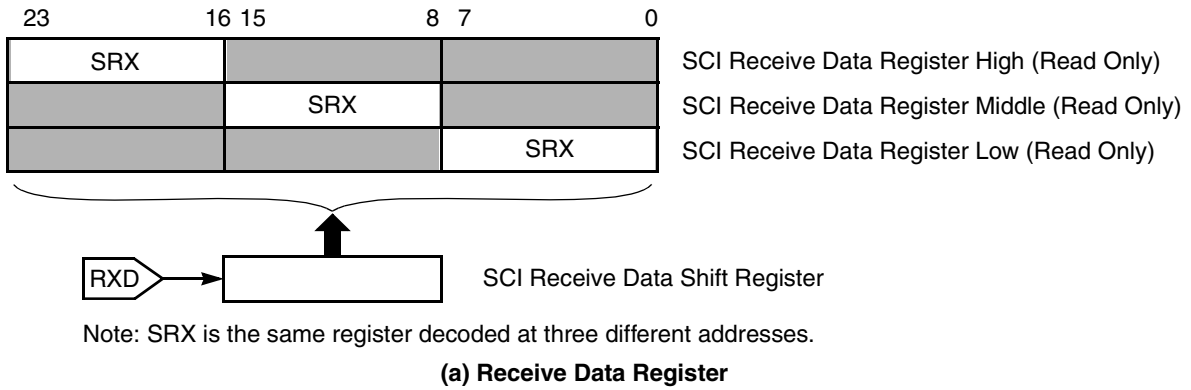 23 16 15 8 7 0
SRX SCI Receive Data Register High (Read Only)
SRX SCI Receive Data Register Middle (Read Only)
SRX SCI Receive Data Register Low (Read Only)
RXD SCI Receive Data Shift Register
Note: SRX is the same register decoded at three different addresses.
(a) Receive Data Register